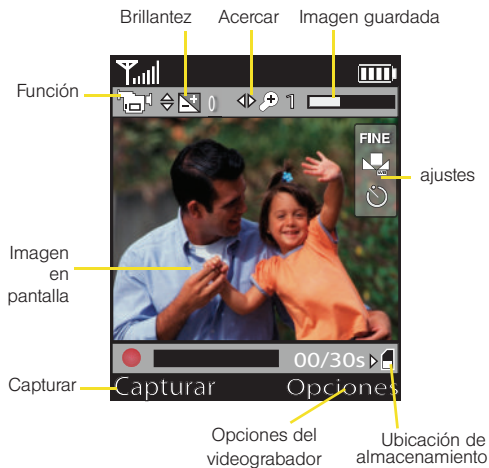 Brillantez
Acercar
Imagen guardada
Función
0
1
FINE
ajustes
Imagen
en
pantalla
00/30s
Capturar
Capturar
Opciones
Opciones del
videograbador
Ubicación de
almacenamiento